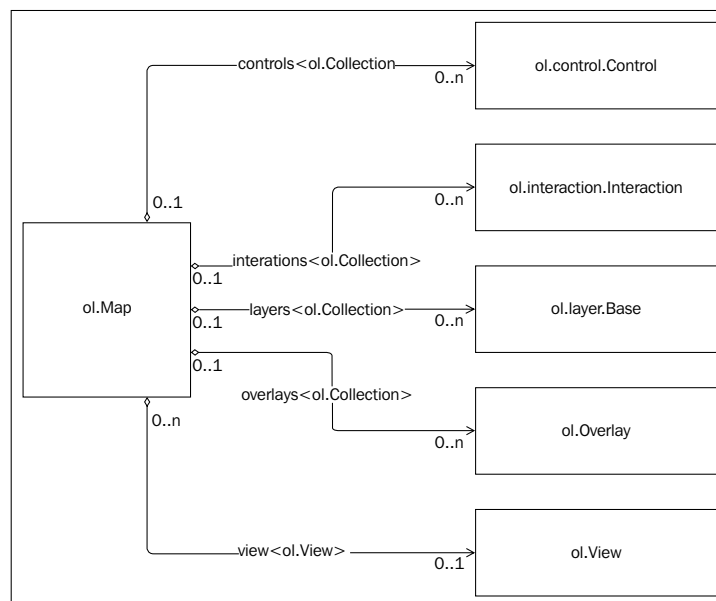 controls<ol.Collection
0..n
ol.control.Control
0..1
ol.interaction.Interaction
0..n
interations<ol.Collection>
0..1
ol.Map
layers<ol.Collection>
0..1
0..n
ol.layer.Base
0..1
overlays<ol.Collection>
0..n
ol.Overlay
0..n
view<ol.View>
0..1
ol.View